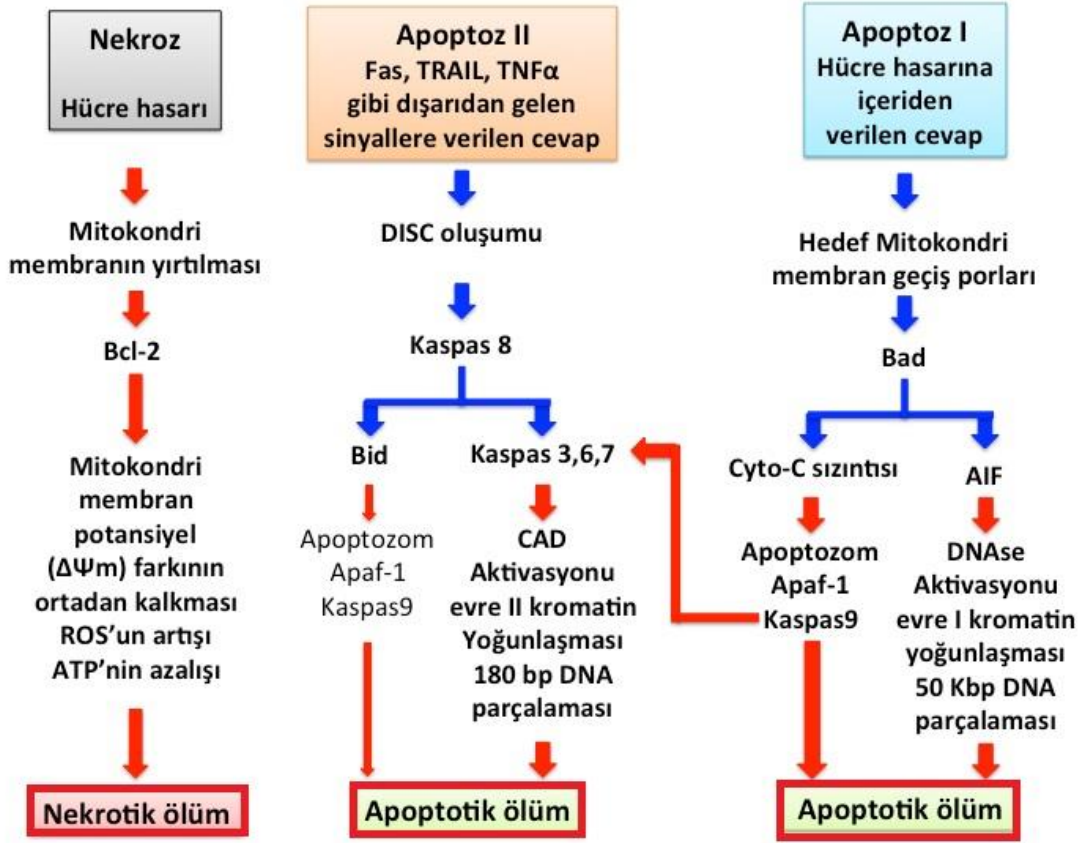 Nekroz
Hücre hasarı
Mitokondri
membranın yırtılması
Bcl-2
Mitokondri
membran
potansiyel
(ΔΨm) farkının
ortadan kalkması
ROS'un artışı
ATP'nin azalışı
Nekrotik ölüm
Apoptoz II
Fas, TRAIL, TNFα
gibi dışarıdan gelen
sinyallere verilen cevap
DISC oluşumu
Kaspas 8
Bid
Apoptozom
Apaf-1
Kaspas9
Kaspas 3,6,7
CAD
Aktivasyonu
evre II kromatin
Yoğunlaşması
180 bp DNA
parçalaması
Apoptotik ölüm
Apoptoz I
Hücre hasarına
içeriden
verilen cevap
Hedef Mitokondri
membran geçiş porları
Bad
Cyto-C sızıntısı
Apoptozom
Apaf-1
Kaspas9
AIF
DNAse
Aktivasyonu
evre I kromatin
yoğunlaşması
50 Kbp DNA
parçalaması
Apoptotik ölüm